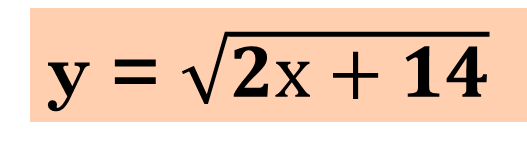 y = √2x + 14